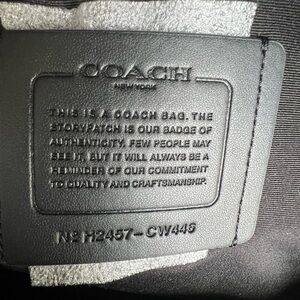 COACH
NEW YORK
THIS IS A COACH BAG. THE
STORYPATCH IS OUR BADGE OF
AUTHENTICITY. FEW PEOPLE MAY
SEE IT, BUT IT WILL ALWAYS BE A
REMINDER OF OUR COMMITMENT
TO QUALITY AND CRAFTSMANSHIP.
Nº H2457-CW446